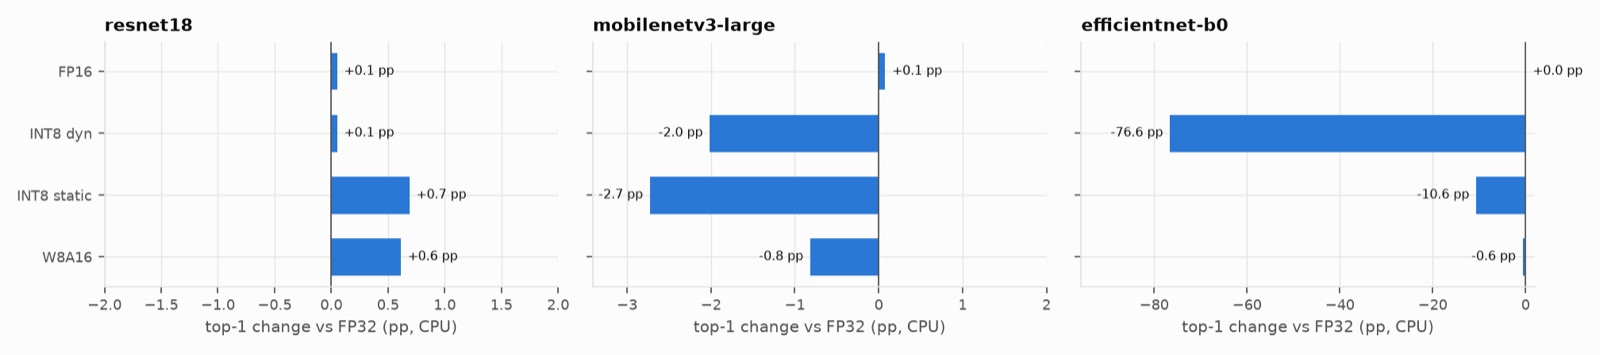 resnet18
mobilenetv3-large
efficientnet-b0
FP16
+0.1 pp
+0.1 pp
+0.0 pp
INT8 dyn
+0.1 pp
-2.0 pp
-76.6 pp
INT8 static
+0.7 pp
-2.7 pp
-10.6 pp
W8A16
+0.6 pp
-0.8 pp
-0.6 pp
−2.0 −1.5 −1.0 −0.5 0.0 0.5 1.0 1.5 2.0
−3 −2 −1 0 1 2
−80 −60 −40 −20 0
top-1 change vs FP32 (pp, CPU)
top-1 change vs FP32 (pp, CPU)
top-1 change vs FP32 (pp, CPU)